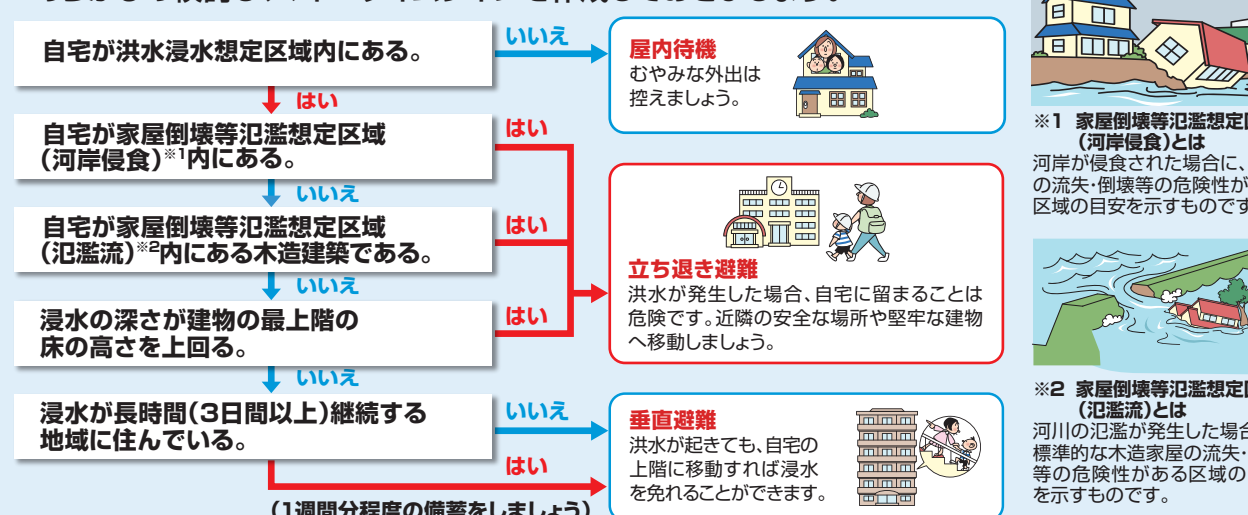 自宅が洪水浸水想定区域内にある。
いいえ
屋内待機
むやみな外出は
控えましょう。
はい
自宅が家屋倒壊等氾濫想定区域
(河岸侵食)※1内にある。
はい
いいえ
自宅が家屋倒壊等氾濫想定区域
(氾濫流)※2内にある木造建築である。
はい
いいえ
浸水の深さが建物の最上階の
床の高さを上回る。
はい
立ち退き避難
洪水が発生した場合、自宅に留まることは
危険です。近隣の安全な場所や堅牢な建物
へ移動しましょう。
いいえ
浸水が長時間(3日間以上)継続する
地域に住んでいる。
いいえ
はい
(1週間分程度の備蓄をしましょう)
垂直避難
洪水が起きても、自宅の
上階に移動すれば浸水
を免れることができます。
※1 家屋倒壊等氾濫想定
(河岸侵食)とは
河岸が侵食された場合に、
の流失・倒壊等の危険性が
区域の目安を示すものです
※2 家屋倒壊等氾濫想定
(氾濫流)とは
河川の氾濫が発生した場合
標準的な木造家屋の流失・
等の危険性がある区域の
を示すものです。